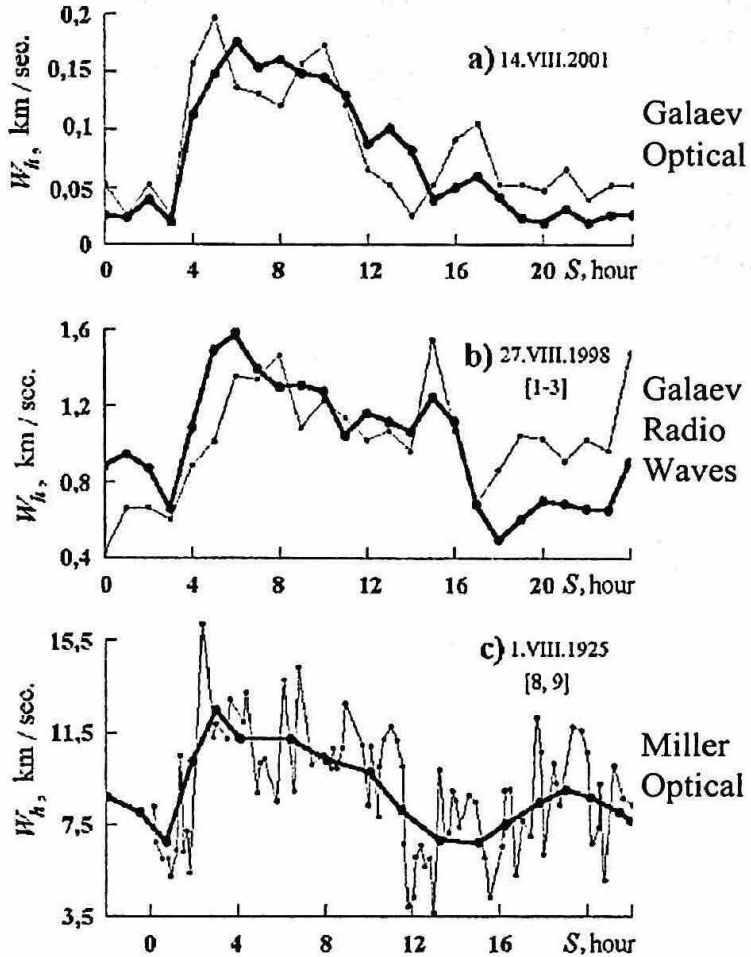 0,2
0,15
0,1
0,05
0
W_h, km / sec.
a) 14.VIII.2001
Galaev
Optical
0 4 8 12 16 20 S, hour
1,6
1,2
0,8
0,4
W_h, km / sec.
b) 27.VIII.1998
[1-3]
Galaev
Radio
Waves
0 4 8 12 16 20 S, hour
15,5
11,5
7,5
3,5
W_h, km / sec.
c) 1.VIII.1925
[8, 9]
Miller
Optical
0 4 8 12 16 S, hour